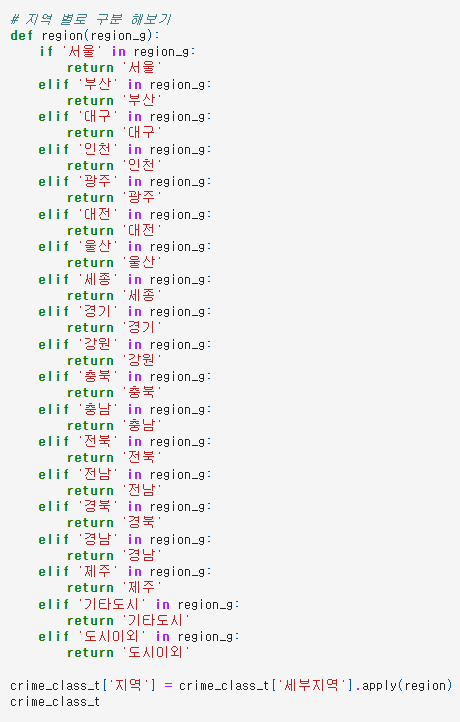 # 지역 별로 구분 해보기
def region(region_g):
    if '서울' in region_g:
        return '서울'
    elif '부산' in region_g:
        return '부산'
    elif '대구' in region_g:
        return '대구'
    elif '인천' in region_g:
        return '인천'
    elif '광주' in region_g:
        return '광주'
    elif '대전' in region_g:
        return '대전'
    elif '울산' in region_g:
        return '울산'
    elif '세종' in region_g:
        return '세종'
    elif '경기' in region_g:
        return '경기'
    elif '강원' in region_g:
        return '강원'
    elif '충북' in region_g:
        return '충북'
    elif '충남' in region_g:
        return '충남'
    elif '전북' in region_g:
        return '전북'
    elif '전남' in region_g:
        return '전남'
    elif '경북' in region_g:
        return '경북'
    elif '경남' in region_g:
        return '경남'
    elif '제주' in region_g:
        return '제주'
    elif '기타도시' in region_g:
        return '기타도시'
    elif '도시이외' in region_g:
        return '도시이외'
crime_class_t['지역'] = crime_class_t['세부지역'].apply(region)
crime_class_t